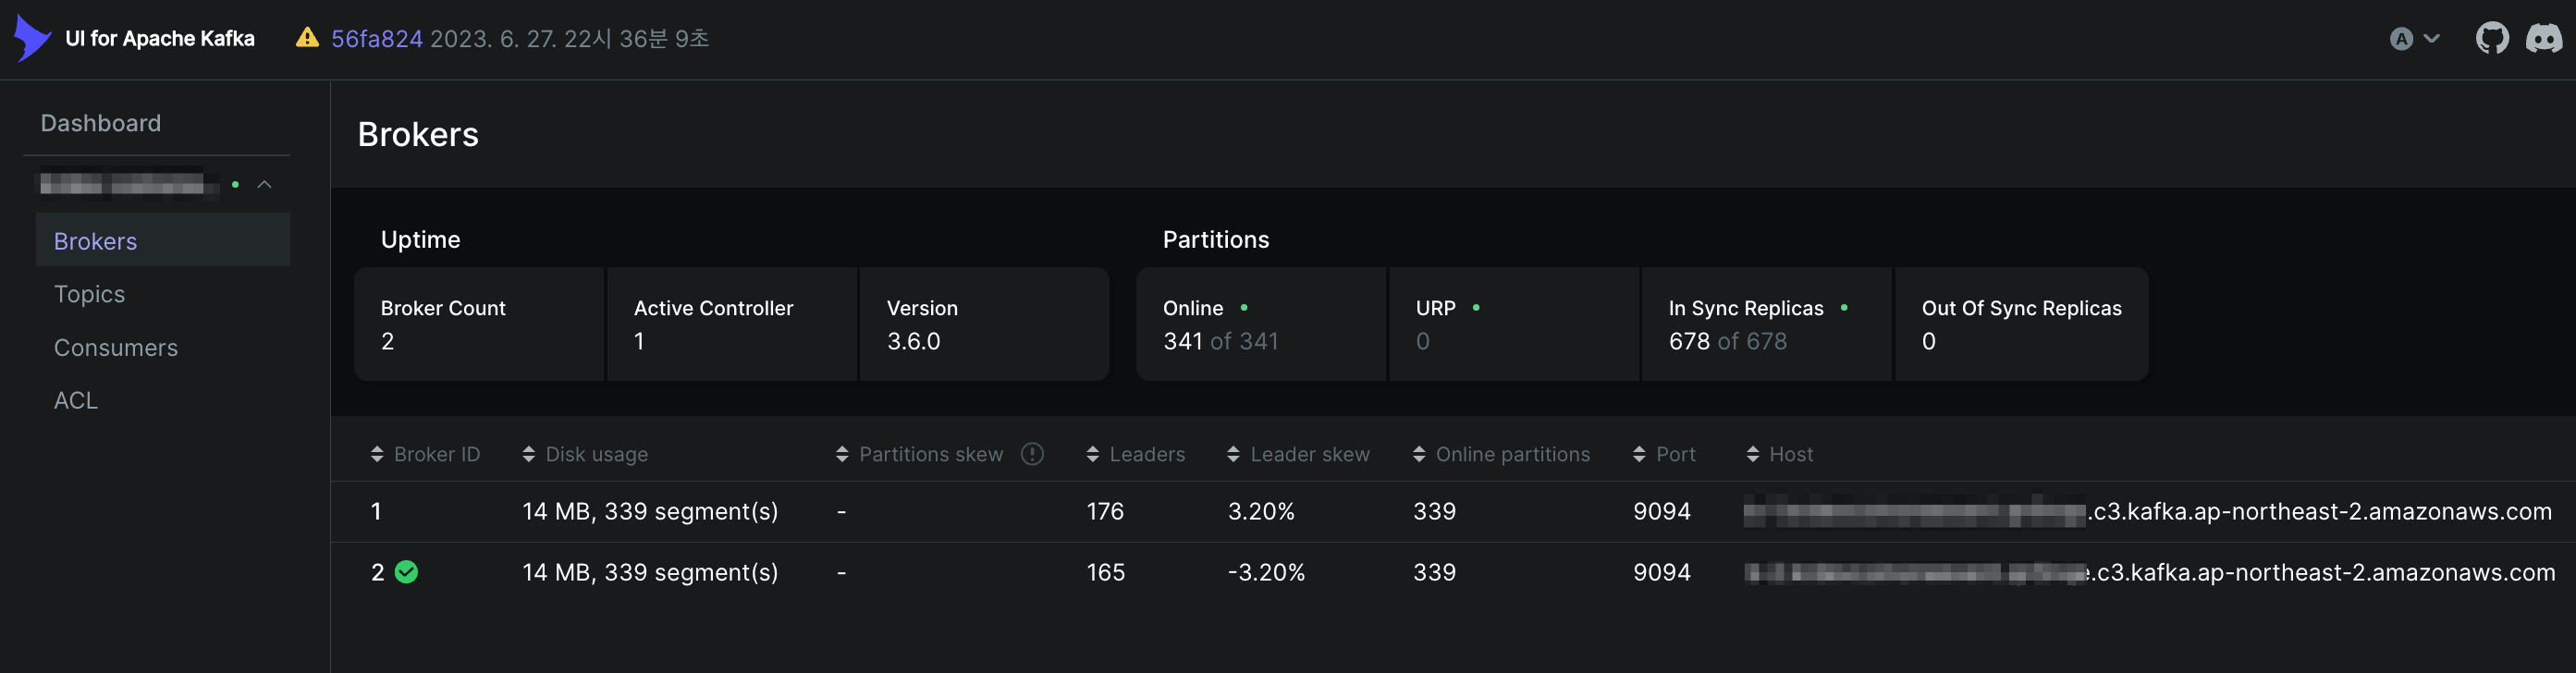 UI for Apache Kafka 56fa824 2023. 6. 27. 22시 36분 9초 A
Dashboard
Brokers
Topics
Consumers
ACL
Brokers
Uptime
Broker Count
2
Active Controller
1
Version
3.6.0
Partitions
Online
341 of 341
URP
0
In Sync Replicas
678 of 678
Out Of Sync Replicas
0
Broker ID Disk usage Partitions skew Leaders Leader skew Online partitions Port Host
1 14 MB, 339 segment(s) - 176 3.20% 339 9094 .c3.kafka.ap-northeast-2.amazonaws.com
2 14 MB, 339 segment(s) - 165 -3.20% 339 9094 .c3.kafka.ap-northeast-2.amazonaws.com